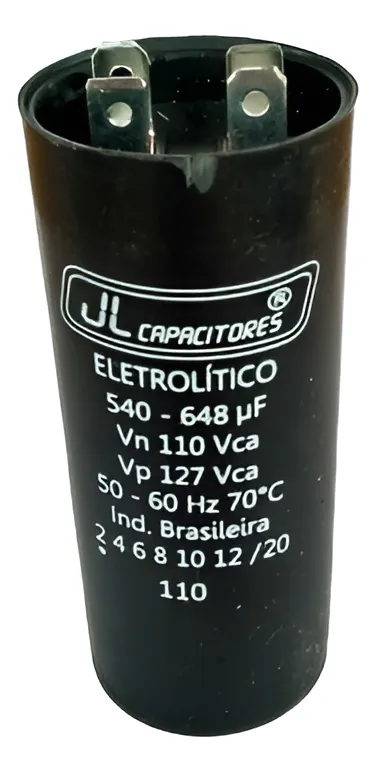 JL CAPACITORES ®
ELETROLÍTICO
540 - 648 µF
Vn 110 Vca
Vp 127 Vca
50 - 60 Hz 70°C
Ind. Brasileira
2 4 6 8 10 12 /20
110